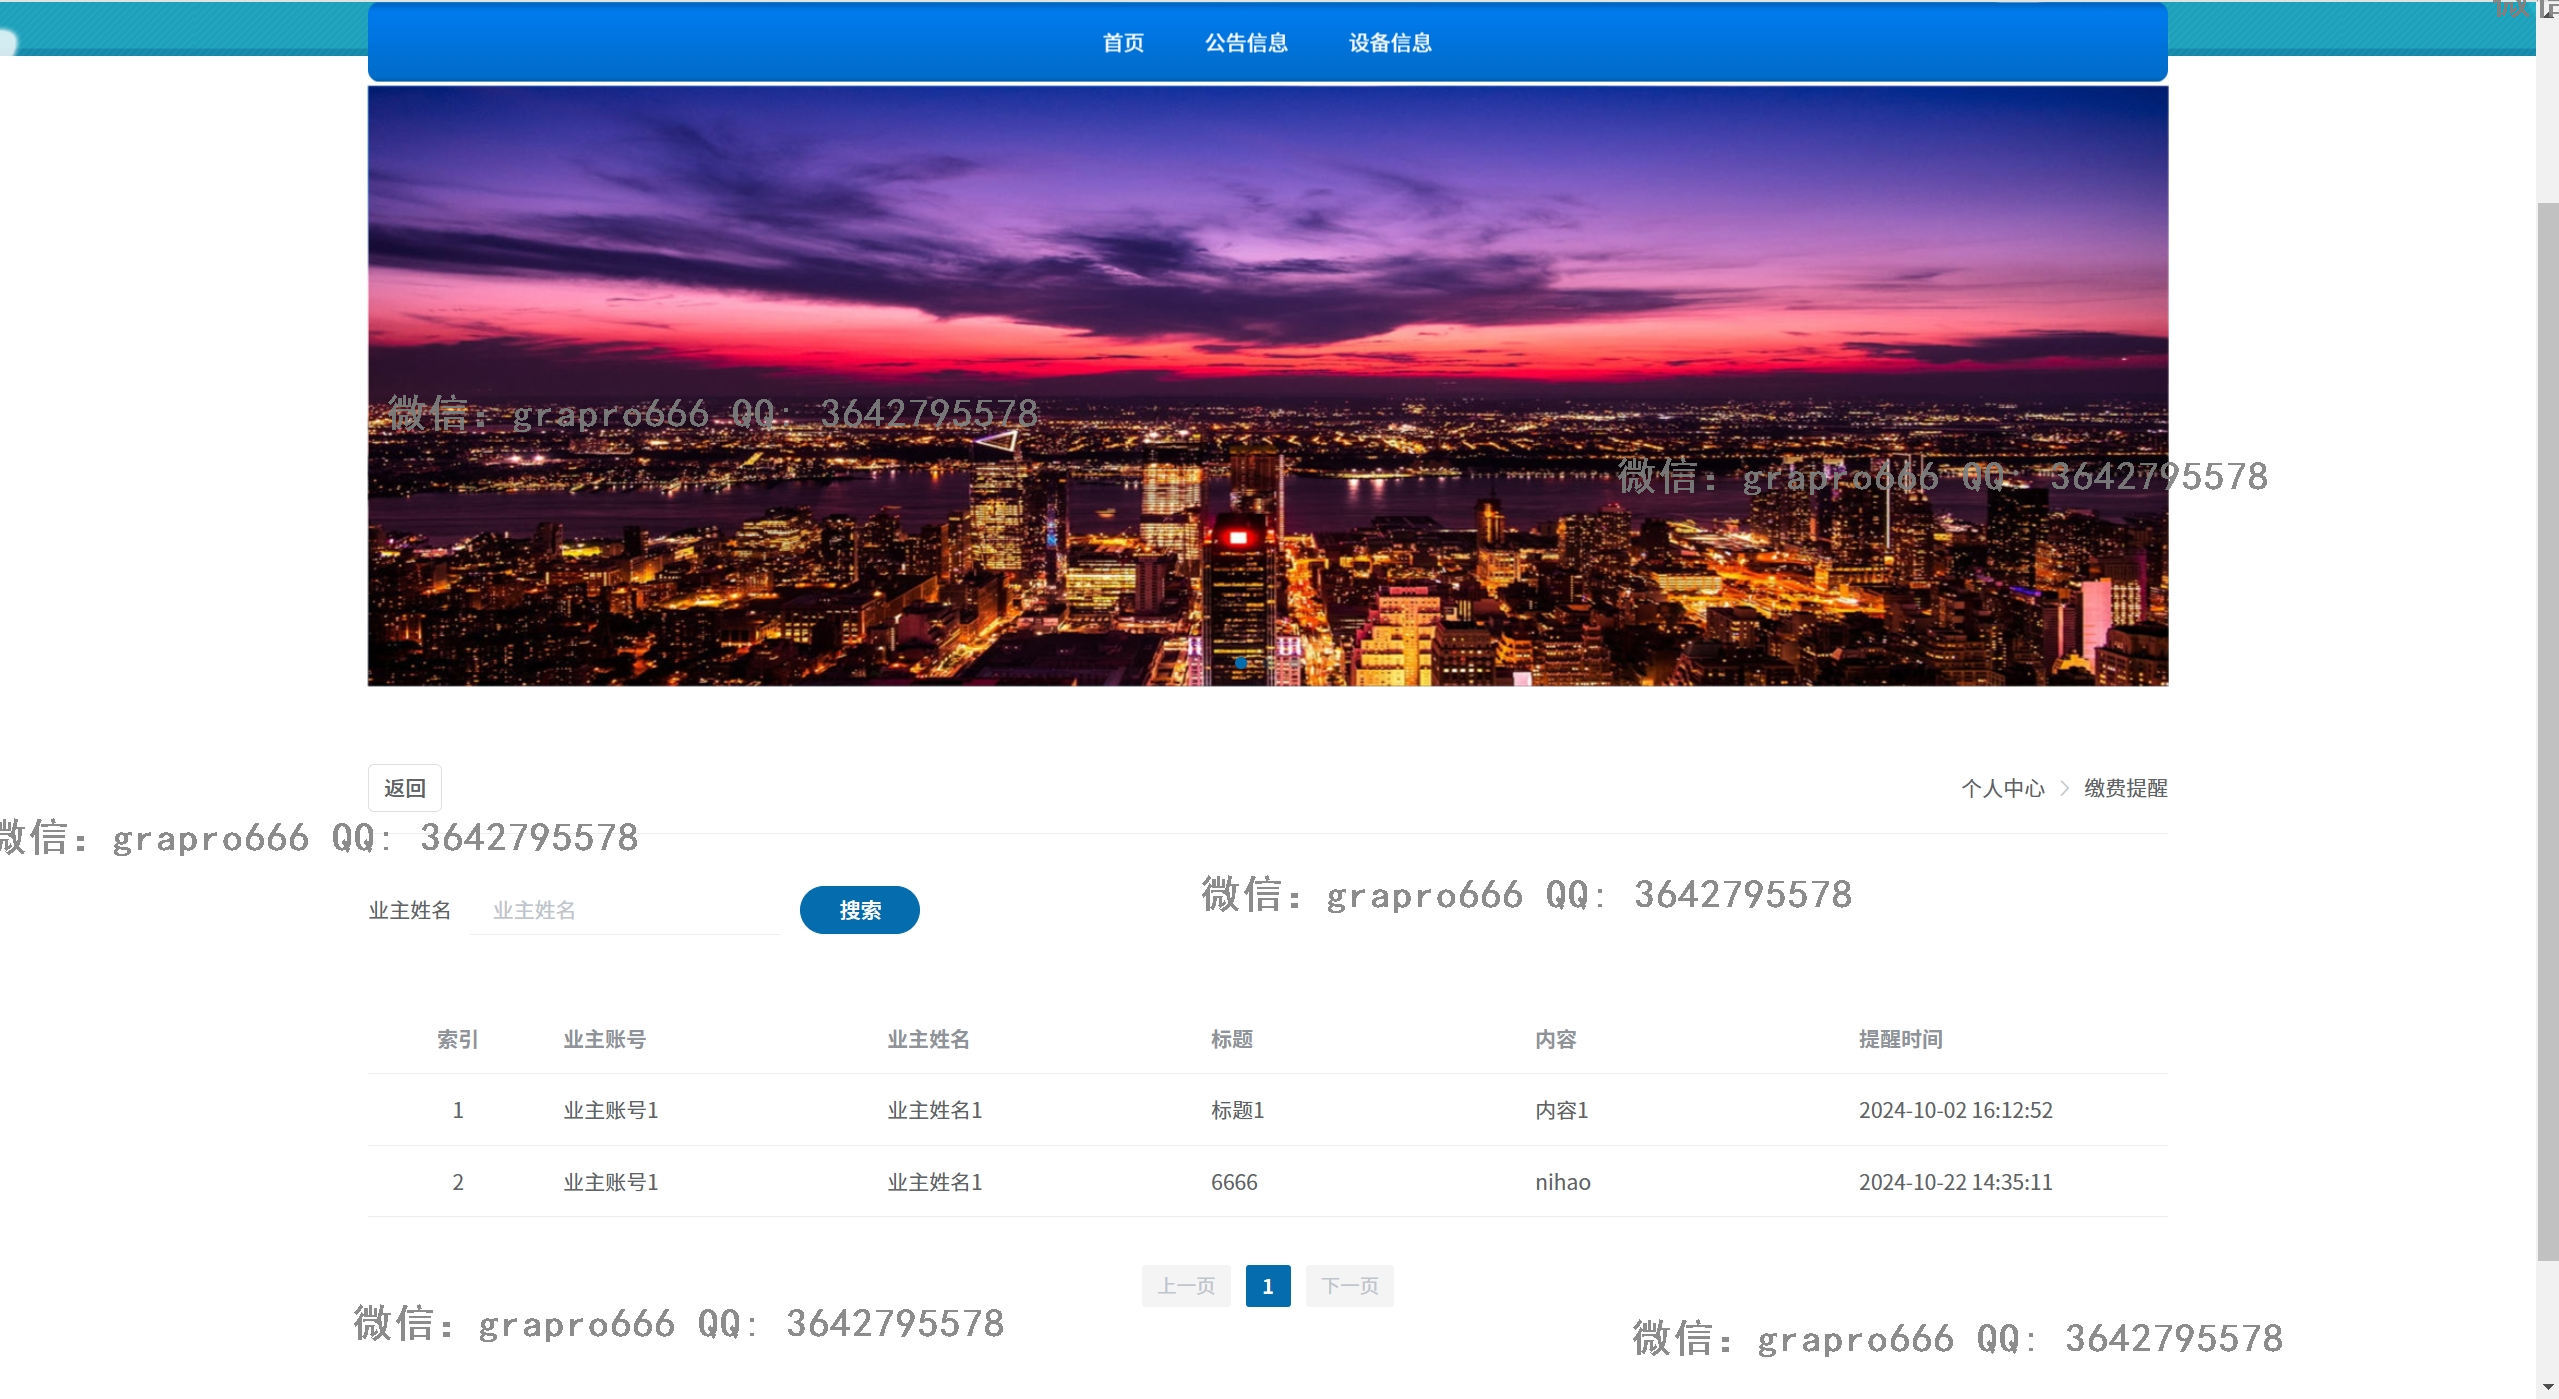 首页 公告信息 设备信息
微信: grapro666 QQ: 3642795578
微信: grapro666 QQ: 3642795578
返回 个人中心 > 缴费提醒
微信: grapro666 QQ: 3642795578
微信: grapro666 QQ: 3642795578
业主姓名 业主姓名 搜索
索引 业主账号 业主姓名 标题 内容 提醒时间
1 业主账号1 业主姓名1 标题1 内容1 2024-10-02 16:12:52
2 业主账号1 业主姓名1 6666 nihao 2024-10-22 14:35:11
上一页 1 下一页
微信: grapro666 QQ: 3642795578
微信: grapro666 QQ: 3642795578